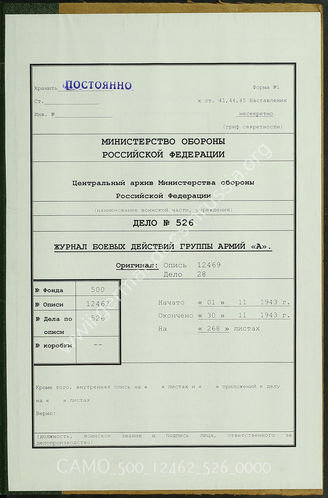 Хранить ПОСТОЯННО Форма №1
Ст. к ст. 41,44,45 Наставления
Инв. № несекретно
(гриф секретности)
МИНИСТЕРСТВО ОБОРОНЫ
РОССИЙСКОЙ ФЕДЕРАЦИИ
Центральный архив Министерства обороны
Российской Федерации
(наименование воинской части, учреждения)
ДЕЛО № 526
ЖУРНАЛ БОЕВЫХ ДЕЙСТВИЙ ГРУППЫ АРМИЙ «А».
Оригинал: Опись 12469
Дело 28
№ Фонда 500
№ Описи 12462
№ Дела по описи 526
№ коробки --
Начато « 01 » 11 1943 г.
Окончено « 30 » 11 1943 г.
На « 268 » листах
Кроме того, внутренняя опись на « » листах и « » приложений к делу
на « » листах
Верно:
(должность, воинское звание и подпись лица, ответственного за
делопроизводство)
CAMO_500_12462_526_0000